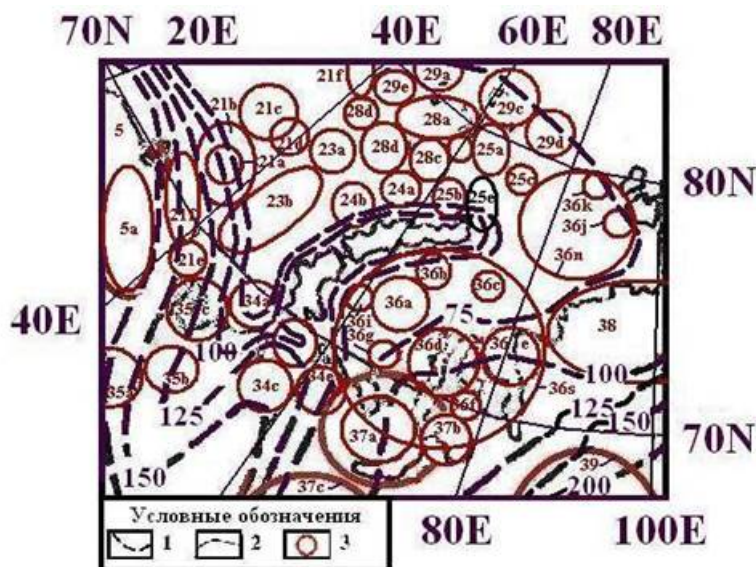 70N 20E 40E 60E 80E
21f 29e 29a
5 21b 21c 28d 28a 29c
21d 29d
21a 23a 28d 28c 25a
25c 80N
23b 24b 24a 25b 25e 36k
5a 36j
21e 36n
36h
34a 36a 36c
40E 36i 75 38
100 36g 36d
35a 35b 34c 34e 100
125 36s 125
37a 37b 150
150 70N
39
37c 200
Условные обозначения
1 2 3
80E 100E